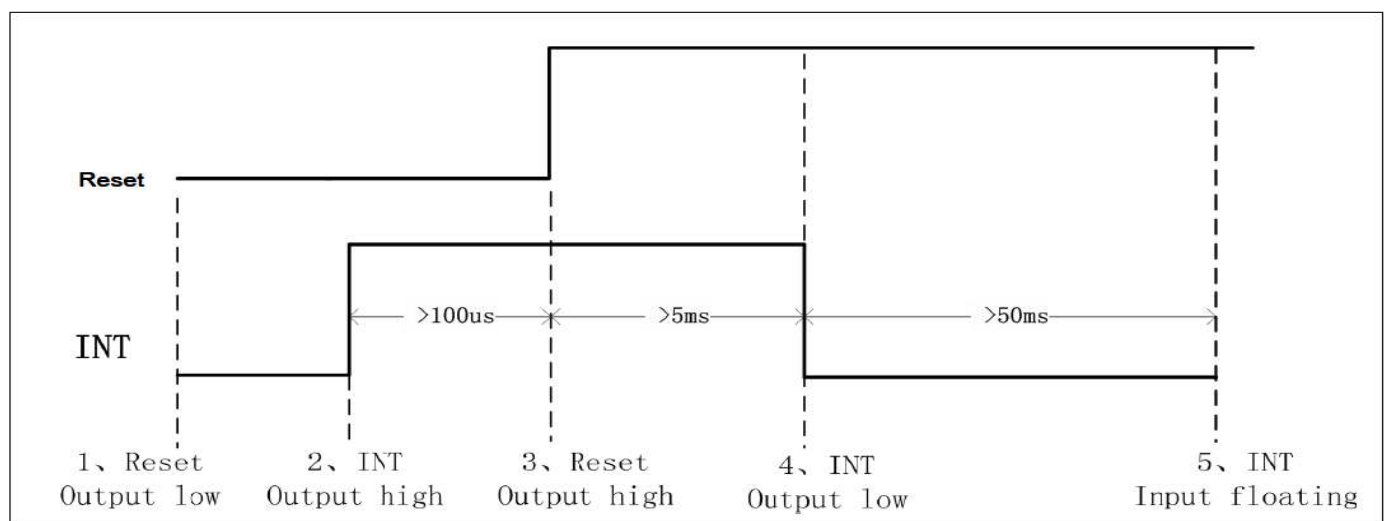 Reset
>100us
>5ms
>50ms
INT
1、Reset
Output low
2、INT
Output high
3、Reset
Output high
4、INT
Output low
5、INT
Input floating